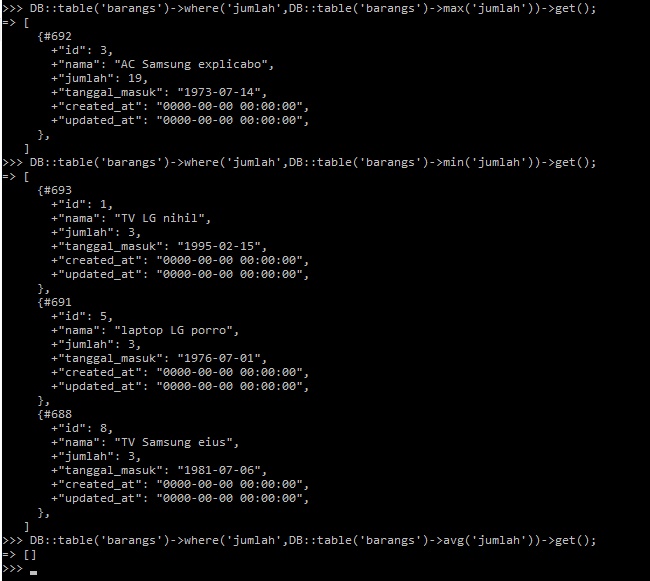 >>> DB::table('barangs')->where('jumlah',DB::table('barangs')->max('jumlah'))->get();
=> [
     {#692
       +"id": 3,
       +"nama": "AC Samsung explicabo",
       +"jumlah": 19,
       +"tanggal_masuk": "1973-07-14",
       +"created_at": "0000-00-00 00:00:00",
       +"updated_at": "0000-00-00 00:00:00",
     },
   ]
>>> DB::table('barangs')->where('jumlah',DB::table('barangs')->min('jumlah'))->get();
=> [
     {#693
       +"id": 1,
       +"nama": "TV LG nihil",
       +"jumlah": 3,
       +"tanggal_masuk": "1995-02-15",
       +"created_at": "0000-00-00 00:00:00",
       +"updated_at": "0000-00-00 00:00:00",
     },
     {#691
       +"id": 5,
       +"nama": "laptop LG porro",
       +"jumlah": 3,
       +"tanggal_masuk": "1976-07-01",
       +"created_at": "0000-00-00 00:00:00",
       +"updated_at": "0000-00-00 00:00:00",
     },
     {#688
       +"id": 8,
       +"nama": "TV Samsung eius",
       +"jumlah": 3,
       +"tanggal_masuk": "1981-07-06",
       +"created_at": "0000-00-00 00:00:00",
       +"updated_at": "0000-00-00 00:00:00",
     },
   ]
>>> DB::table('barangs')->where('jumlah',DB::table('barangs')->avg('jumlah'))->get();
=> []
>>> _